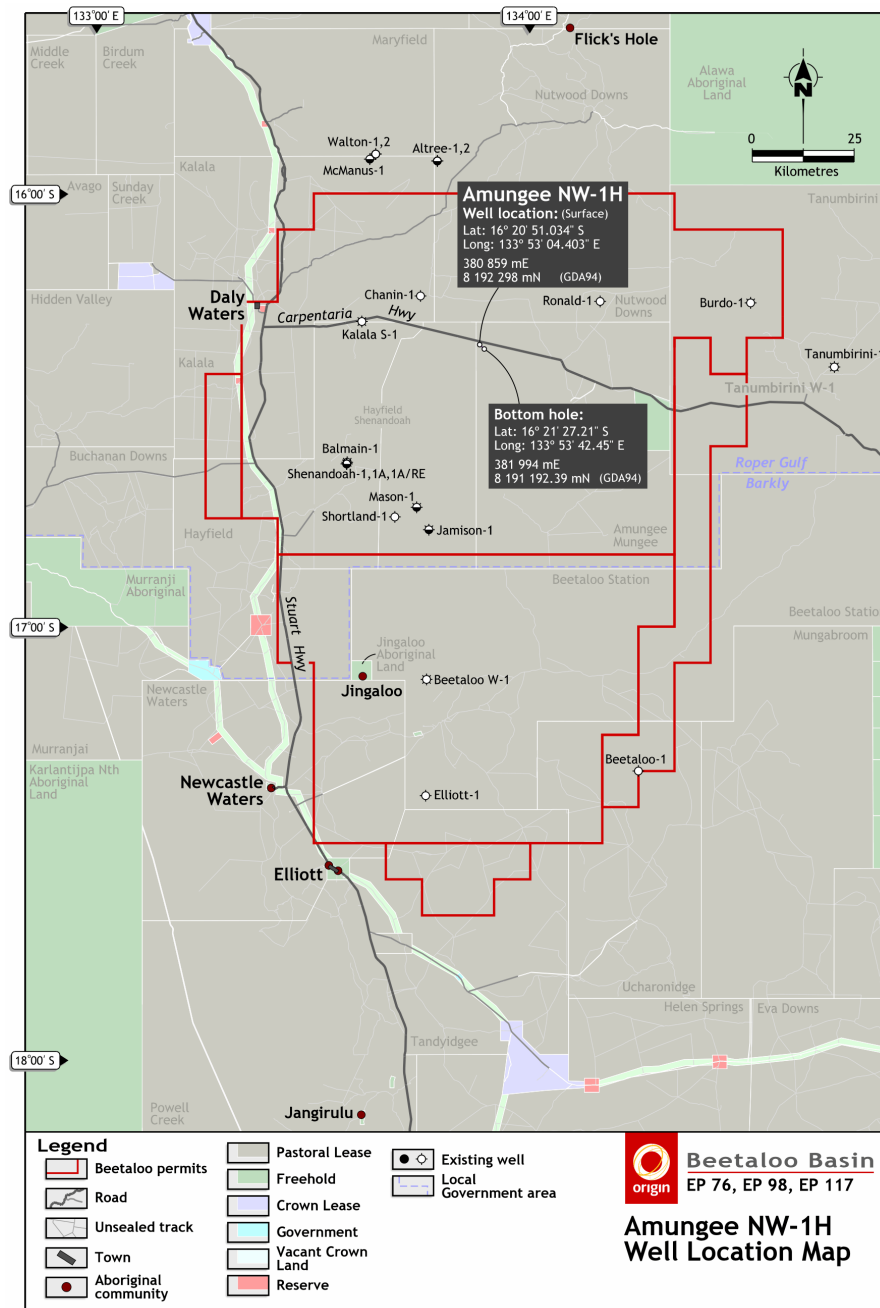 133°00' E
134°00' E
Flick's Hole
Middle
Creek
Birdum
Creek
Maryfield
Nutwood Downs
Alawa
Aboriginal
Land
N
0
25
Kilometres
Walton-1,2
McManus-1
Altree-1,2
Kalala
Avago
Sunday
Creek
16°00' S
Tanumbirini
Amungee NW-1H
Well location: (Surface)
Lat: 16° 20' 51.034" S
Long: 133° 53' 04.403" E
380 859 mE
8 192 298 mN (GDA94)
Hidden Valley
Daly
Waters
Chanin-1
Carpentaria Hwy
Kalala S-1
Ronald-1
Nutwood
Downs
Burdo-1
Tanumbirini-1
Tanumbirini W-1
Kalala
Hayfield
Shenandoah
Bottom hole:
Lat: 16° 21' 27.21" S
Long: 133° 53' 42.45" E
381 994 mE
8 191 192.39 mN (GDA94)
Buchanan Downs
Balmain-1
Shenandoah-1,1A,1A/RE
Roper Gulf
Barkly
Mason-1
Shortland-1
Jamison-1
Hayfield
Amungee
Mungee
Murranji
Aboriginal
Beetaloo Station
Stuart Hwy
17°00' S
Beetaloo Station
Mungabroom
Jingaloo
Aboriginal
Land
Jingaloo
Beetaloo W-1
Newcastle
Waters
Murranjai
Karlantijpa Nth
Aboriginal
Land
Newcastle
Waters
Beetaloo-1
Elliott-1
Elliott
Ucharonidge
Helen Springs
Eva Downs
Tandyidgee
18°00' S
Powell
Creek
Jangirulu
Legend
Beetaloo permits
Road
Unsealed track
Town
Aboriginal
community
Pastoral Lease
Freehold
Crown Lease
Government
Vacant Crown
Land
Reserve
Existing well
Local
Government area
origin
Beetaloo Basin
EP 76, EP 98, EP 117
Amungee NW-1H
Well Location Map